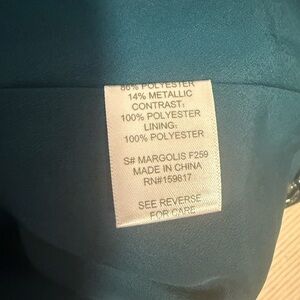 86% POLYESTER
14% METALLIC
CONTRAST:
100% POLYESTER
LINING:
100% POLYESTER
S# MARGOLIS F259
MADE IN CHINA
RN#159617
SEE REVERSE
FOR CARE